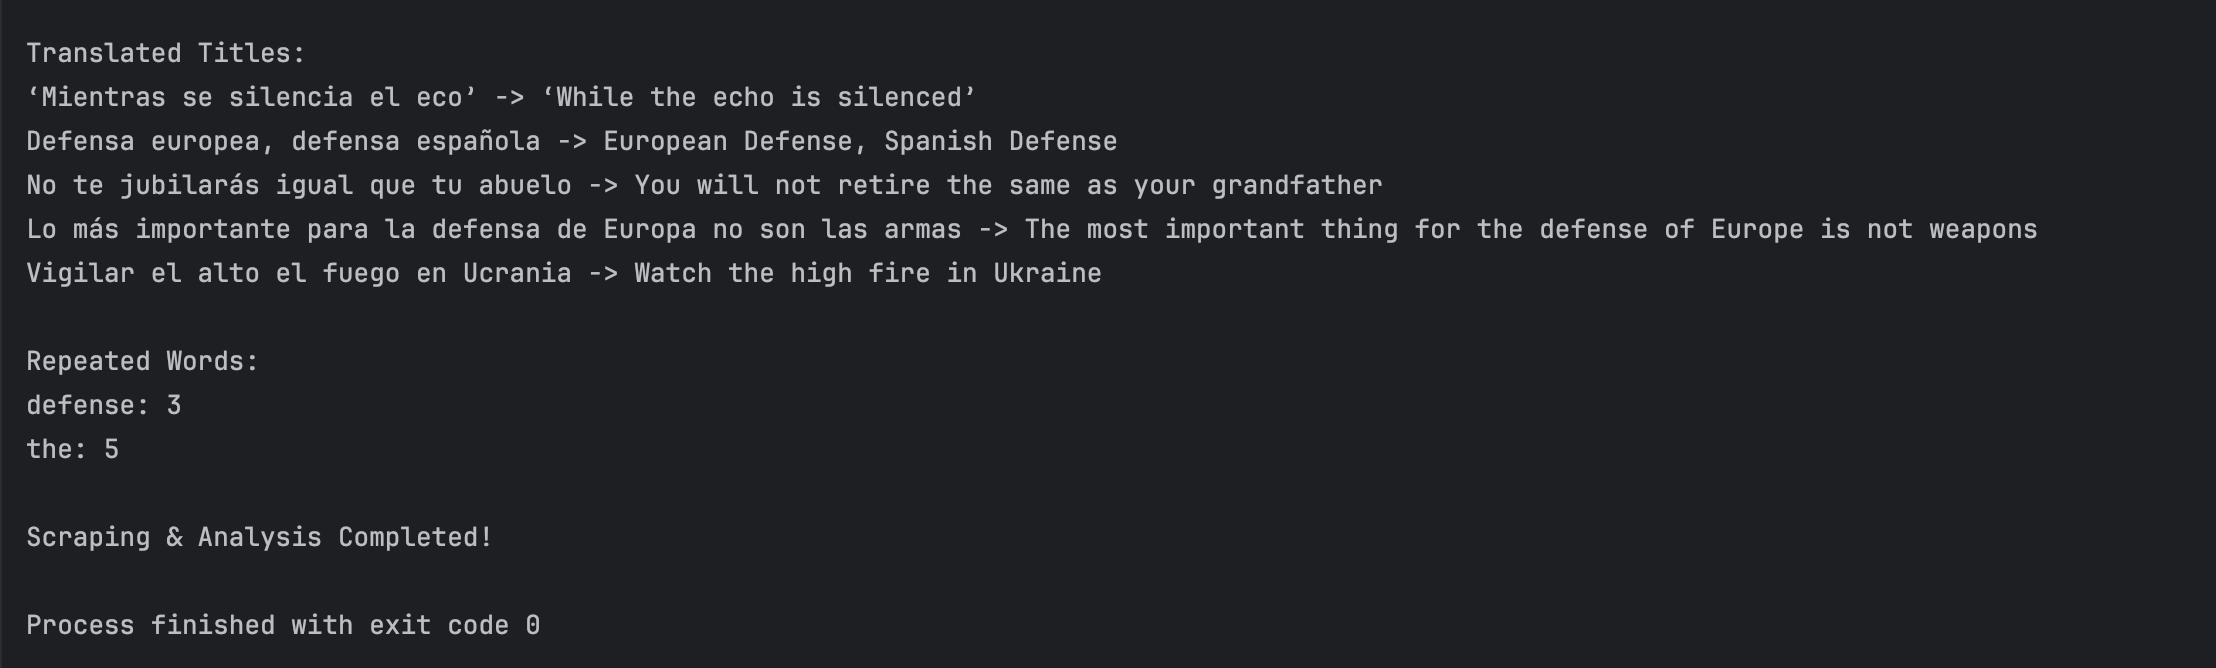 Translated Titles:
‘Mientras se silencia el eco’ -> ‘While the echo is silenced’
Defensa europea, defensa española -> European Defense, Spanish Defense
No te jubilarás igual que tu abuelo -> You will not retire the same as your grandfather
Lo más importante para la defensa de Europa no son las armas -> The most important thing for the defense of Europe is not weapons
Vigilar el alto el fuego en Ucrania -> Watch the high fire in Ukraine
Repeated Words:
defense: 3
the: 5
Scraping & Analysis Completed!
Process finished with exit code 0